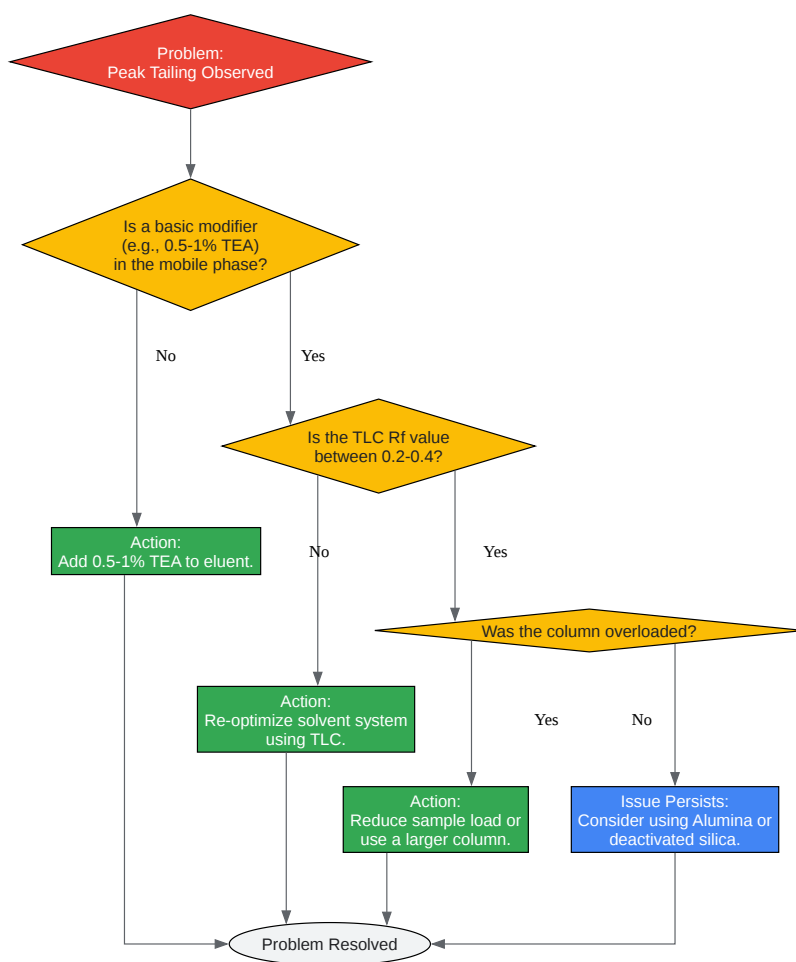 Problem:
Peak Tailing Observed
Is a basic modifier
(e.g., 0.5-1% TEA)
in the mobile phase?
No
Yes
Is the TLC Rf value
between 0.2-0.4?
Action:
Add 0.5-1% TEA to eluent.
No
Yes
Was the column overloaded?
Action:
Re-optimize solvent system
using TLC.
Yes
No
Action:
Reduce sample load or
use a larger column.
Issue Persists:
Consider using Alumina or
deactivated silica.
Problem Resolved